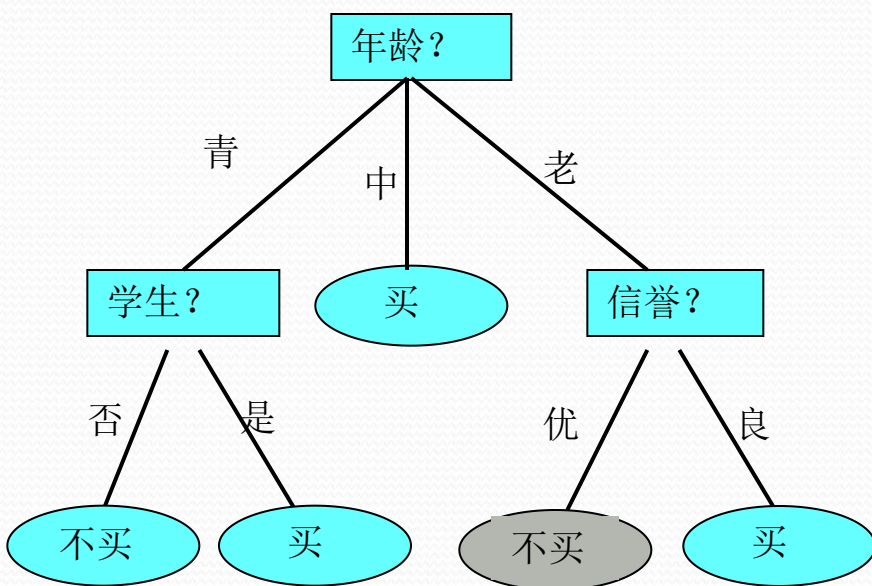 年龄？
青
中
老
学生？
买
信誉？
否
是
优
良
不买
买
不买
买